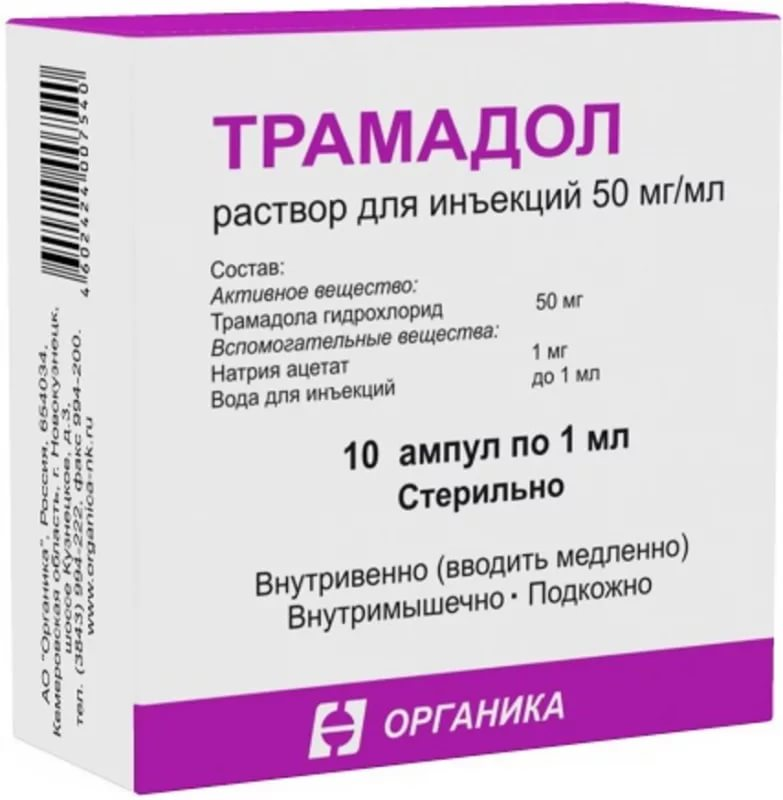 ТРАМАДОЛ
раствор для инъекций 50 мг/мл
Состав:
Активное вещество:
Трамадола гидрохлорид 50 мг
Вспомогательные вещества:
Натрия ацетат 1 мг
Вода для инъекций до 1 мл
10 ампул по 1 мл
Стерильно
Внутривенно (вводить медленно)
Внутримышечно · Подкожно
ОРГАНИКА
4602424007540
АО "Органика". Россия, 654034,
Кемеровская область, г. Новокузнецк,
шоссе Кузнецков, д.3,
тел. (3843) 994-222, факс 994-200.
www.organica-nk.ru